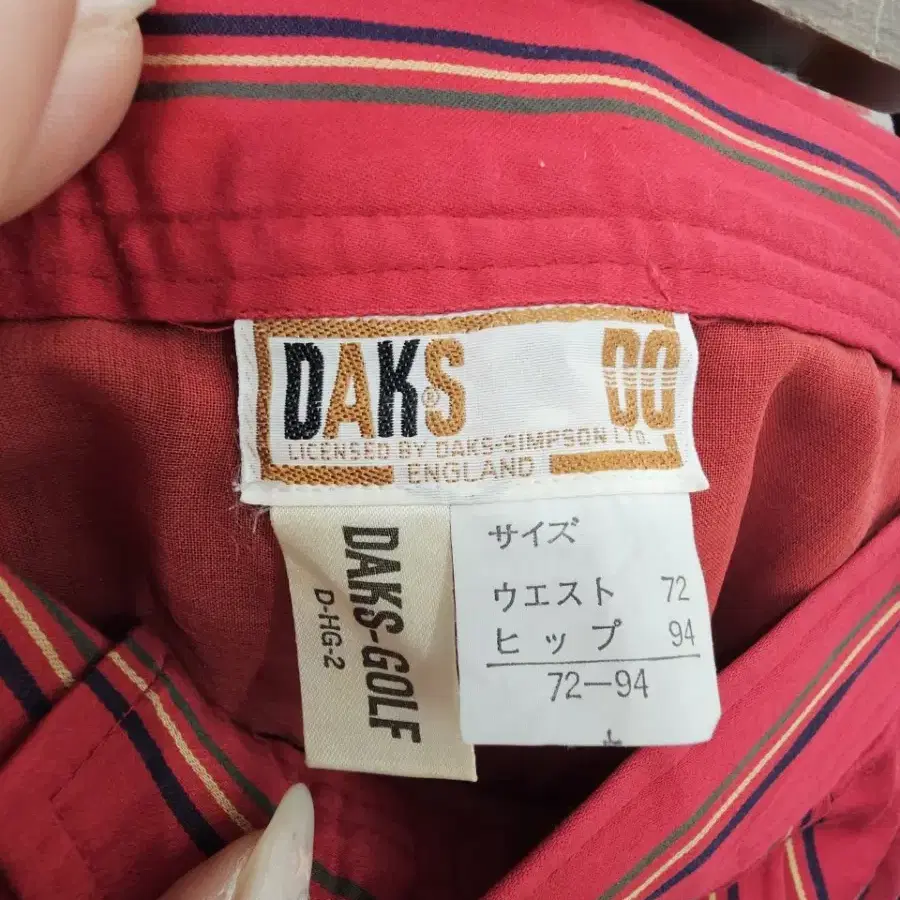 DAKS® DG
LICENSED BY DAKS-SIMPSON LTD.
ENGLAND
DAKS-GOLF
D-HG-2
サイズ
ウエスト 72
ヒップ 94
72-94